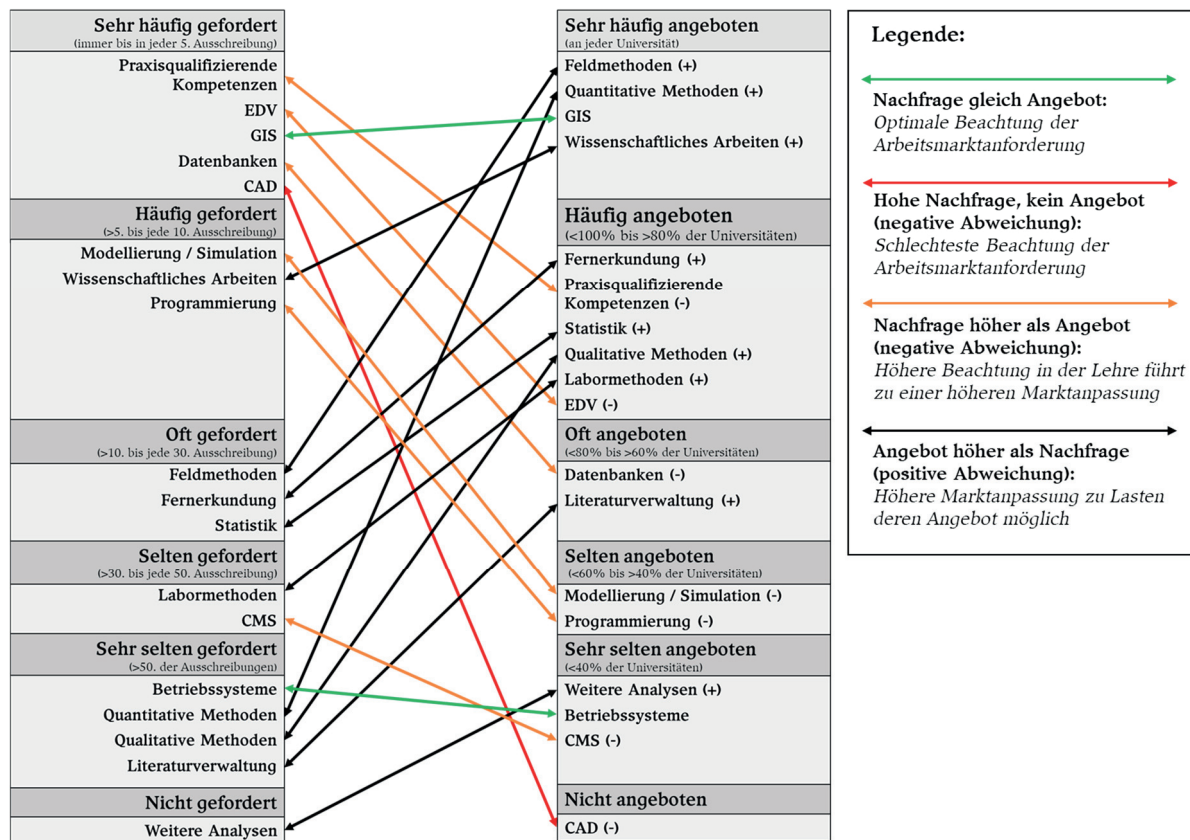 Sehr häufig gefordert
(immer bis in jeder 5. Ausschreibung)
Praxisqualifizierende
Kompetenzen
EDV
GIS
Datenbanken
CAD
Häufig gefordert
(>5. bis jede 10. Ausschreibung)
Modellierung / Simulation
Wissenschaftliches Arbeiten
Programmierung
Oft gefordert
(>10. bis jede 30. Ausschreibung)
Feldmethoden
Fernerkundung
Statistik
Selten gefordert
(>30. bis jede 50. Ausschreibung)
Labormethoden
CMS
Sehr selten gefordert
(>50. der Ausschreibungen)
Betriebssysteme
Quantitative Methoden
Qualitative Methoden
Literaturverwaltung
Nicht gefordert
Weitere Analysen
Sehr häufig angeboten
(an jeder Universität)
Feldmethoden (+)
Quantitative Methoden (+)
GIS
Wissenschaftliches Arbeiten (+)
Häufig angeboten
(<100% bis >80% der Universitäten)
Fernerkundung (+)
Praxisqualifizierende
Kompetenzen (-)
Statistik (+)
Qualitative Methoden (+)
Labormethoden (+)
EDV (-)
Oft angeboten
(<80% bis >60% der Universitäten)
Datenbanken (-)
Literaturverwaltung (+)
Selten angeboten
(<60% bis >40% der Universitäten)
Modellierung / Simulation (-)
Programmierung (-)
Sehr selten angeboten
(<40% der Universitäten)
Weitere Analysen (+)
Betriebssysteme
CMS (-)
Nicht angeboten
CAD (-)
Legende:
Nachfrage gleich Angebot:
Optimale Beachtung der
Arbeitsmarktanforderung
Hohe Nachfrage, kein Angebot
(negative Abweichung):
Schlechteste Beachtung der
Arbeitsmarktanforderung
Nachfrage höher als Angebot
(negative Abweichung):
Höhere Beachtung in der Lehre führt
zu einer höheren Marktanpassung
Angebot höher als Nachfrage
(positive Abweichung):
Höhere Marktanpassung zu Lasten
deren Angebot möglich